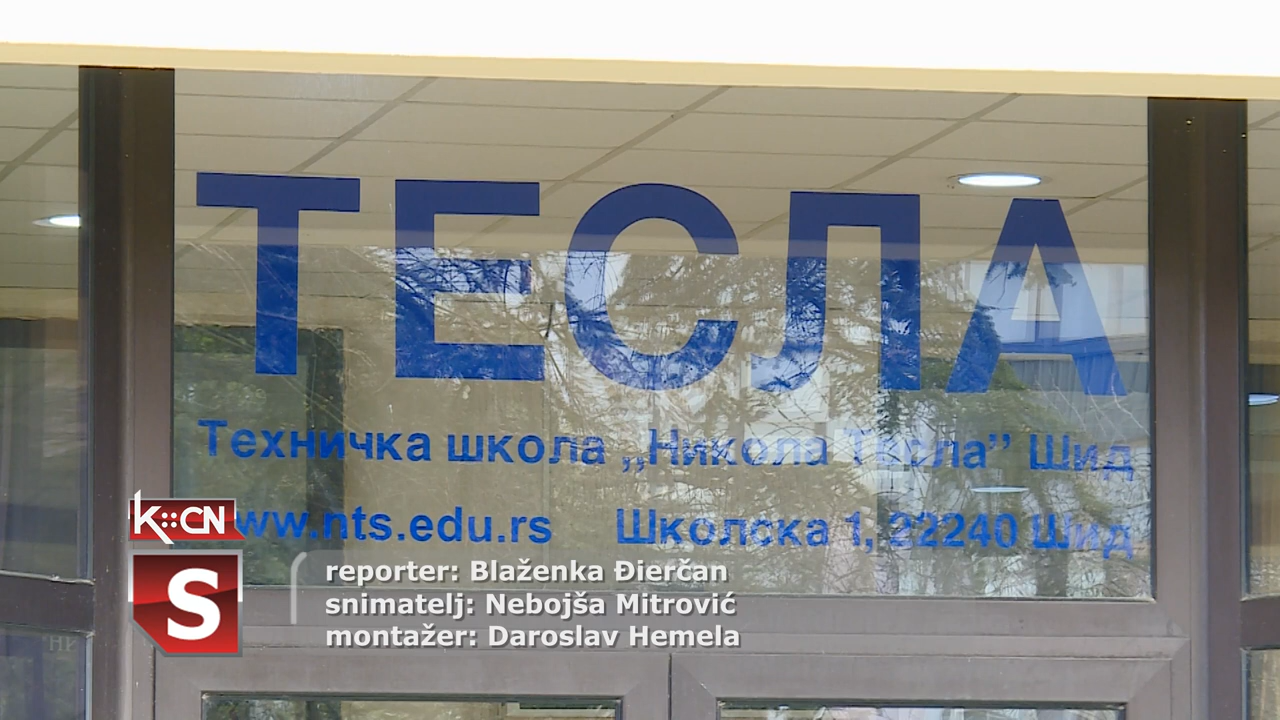 ТЕСЛА
Техничка школа „Никола Тесла” Шид
www.nts.edu.rs Школска 1, 22240 Шид
K::CN
S
reporter: Blaženka Đierčan
snimatelj: Nebojša Mitrović
montažer: Daroslav Hemela